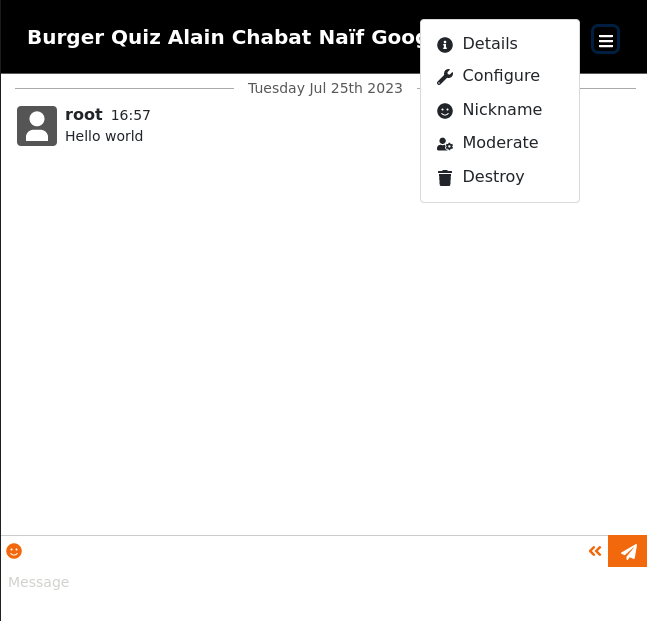 Burger Quiz Alain Chabat Naïf
Details
Configure
Nickname
Moderate
Destroy
Tuesday Jul 25th 2023
root 16:57
Hello world
Message